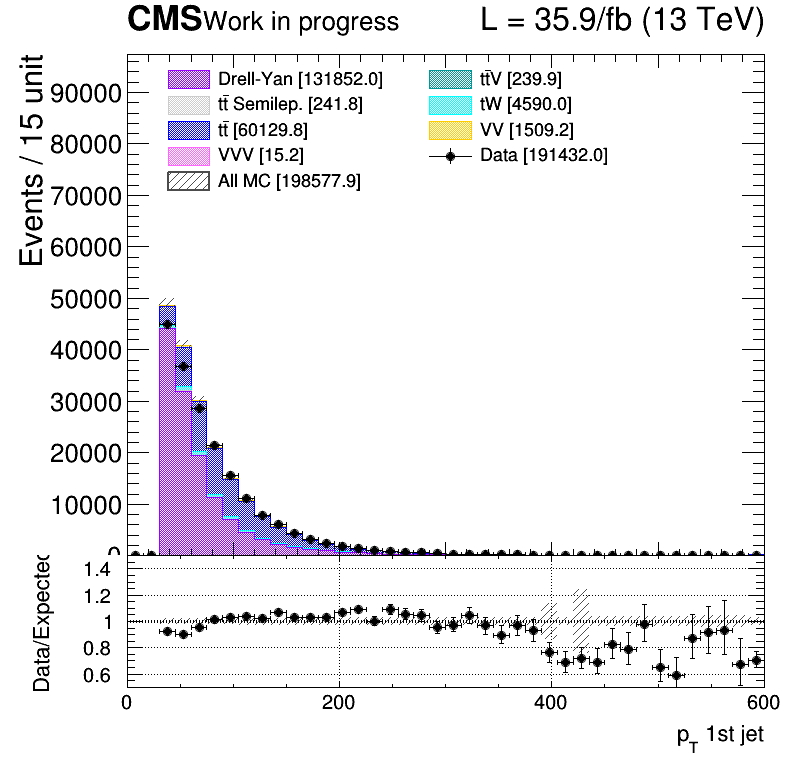 CMS Work in progress L = 35.9/fb (13 TeV)
Drell-Yan [131852.0] tt̄V [239.9]
tt̄ Semilep. [241.8] tW [4590.0]
tt̄ [60129.8] VV [1509.2]
VVV [15.2] Data [191432.0]
All MC [198577.9]
Events / 15 unit
90000
80000
70000
60000
50000
40000
30000
20000
10000
0
Data/Expected
1.4
1.2
1
0.8
0.6
0 200 400 600
p_T 1st jet